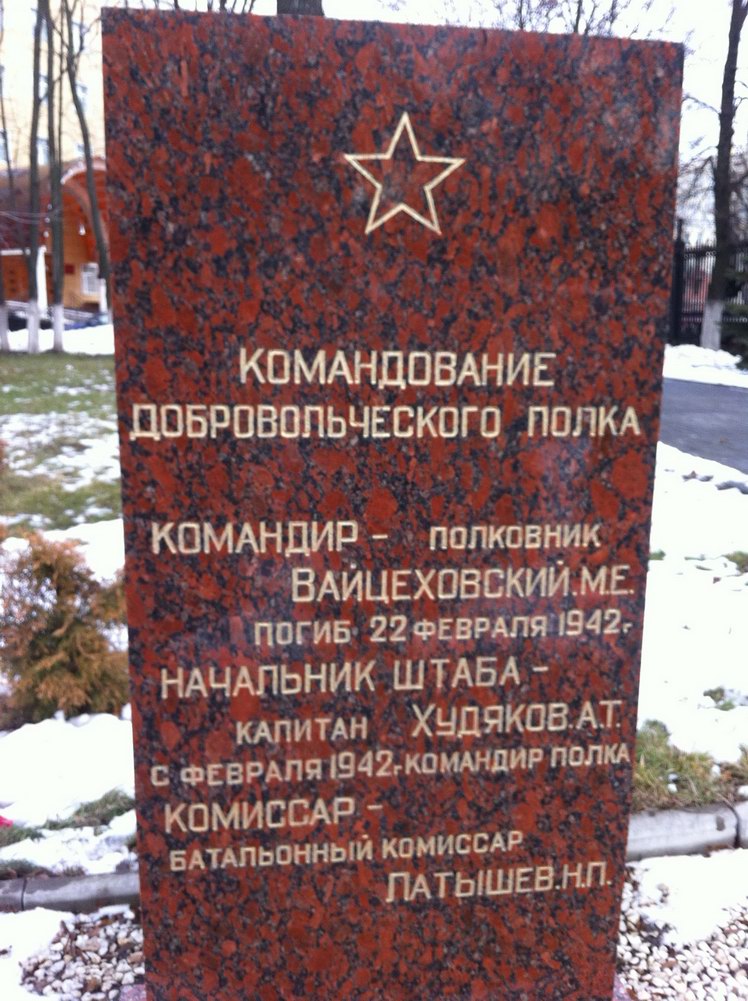 КОМАНДОВАНИЕ
ДОБРОВОЛЬЧЕСКОГО ПОЛКА
КОМАНДИР - ПОЛКОВНИК
ВАЙЦЕХОВСКИЙ.М.Е.
ПОГИБ 22 ФЕВРАЛЯ 1942г.
НАЧАЛЬНИК ШТАБА -
КАПИТАН ХУДЯКОВ.А.Т.
С ФЕВРАЛЯ 1942г. КОМАНДИР ПОЛКА
КОМИССАР -
БАТАЛЬОННЫЙ КОМИССАР
ЛАТЫШЕВ.Н.П.